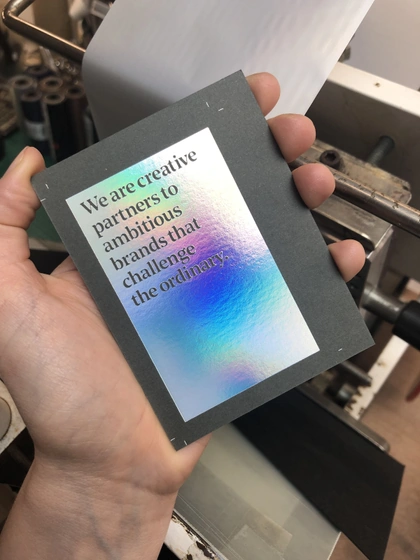 We are creative
partners to
ambitious
brands that
challenge
the ordinary.